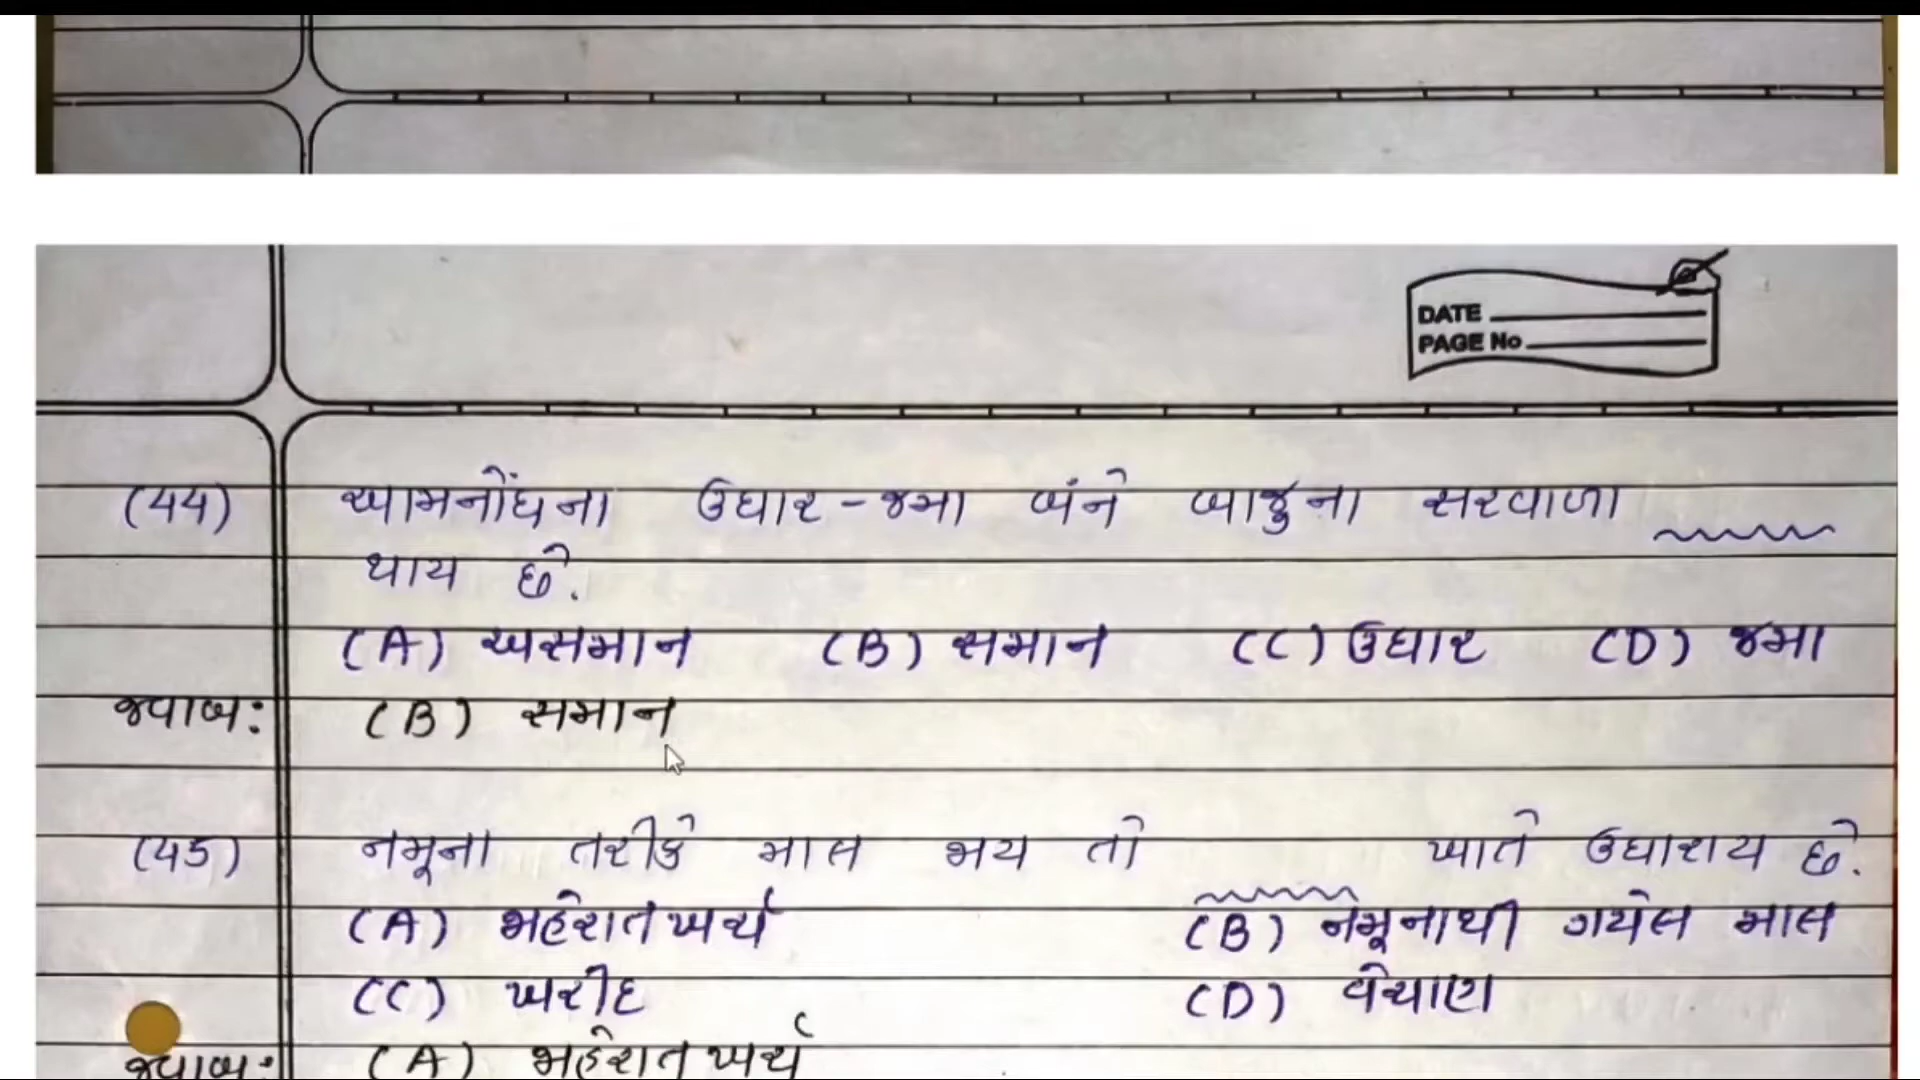 DATE
PAGE No
(44) આમનોંધના ઉધાર-જમા બંને બાજુના સરવાળા
થાય છે.
(A) અસમાન (B) સમાન (C) ઉધાર (D) જમા
જવાબ: (B) સમાન
(45) નમૂના તરીકે માલ જાય તો ખાતે ઉધારાય છે.
(A) જાહેરાત ખર્ચ (B) નમૂનાથી ગયેલ માલ
(C) ખરીદ (D) વેચાણ
જવાબ: (A) જાહેરાત ખર્ચ